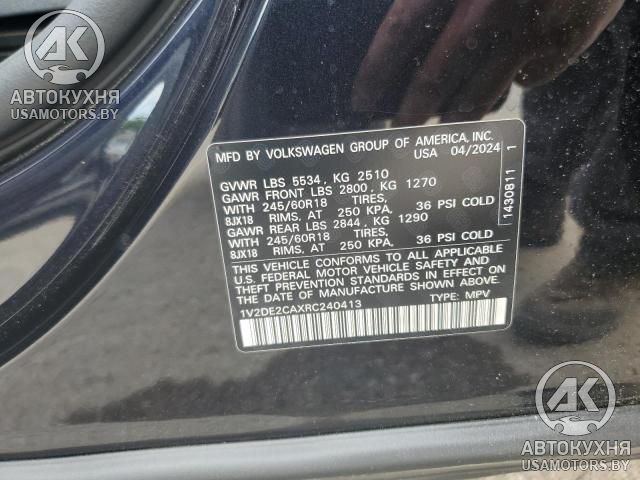 AK
АВТОКУХНЯ
USAMOTORS.BY
MFD BY VOLKSWAGEN GROUP OF AMERICA, INC.
USA 04/2024
GVWR LBS 5534, KG 2510
GAWR FRONT LBS 2800, KG 1270
WITH 245/60R18 TIRES,
8JX18 RIMS, AT 250 KPA, 36 PSI COLD
GAWR REAR LBS 2844, KG 1290
WITH 245/60R18 TIRES,
8JX18 RIMS, AT 250 KPA, 36 PSI COLD
THIS VEHICLE CONFORMS TO ALL APPLICABLE
U.S. FEDERAL MOTOR VEHICLE SAFETY AND
THEFT PREVENTION STANDARDS IN EFFECT ON
THE DATE OF MANUFACTURE SHOWN ABOVE.
1V2DE2CAXRC240413 TYPE: MPV
1430811 1
AK
АВТОКУХНЯ
USAMOTORS.BY